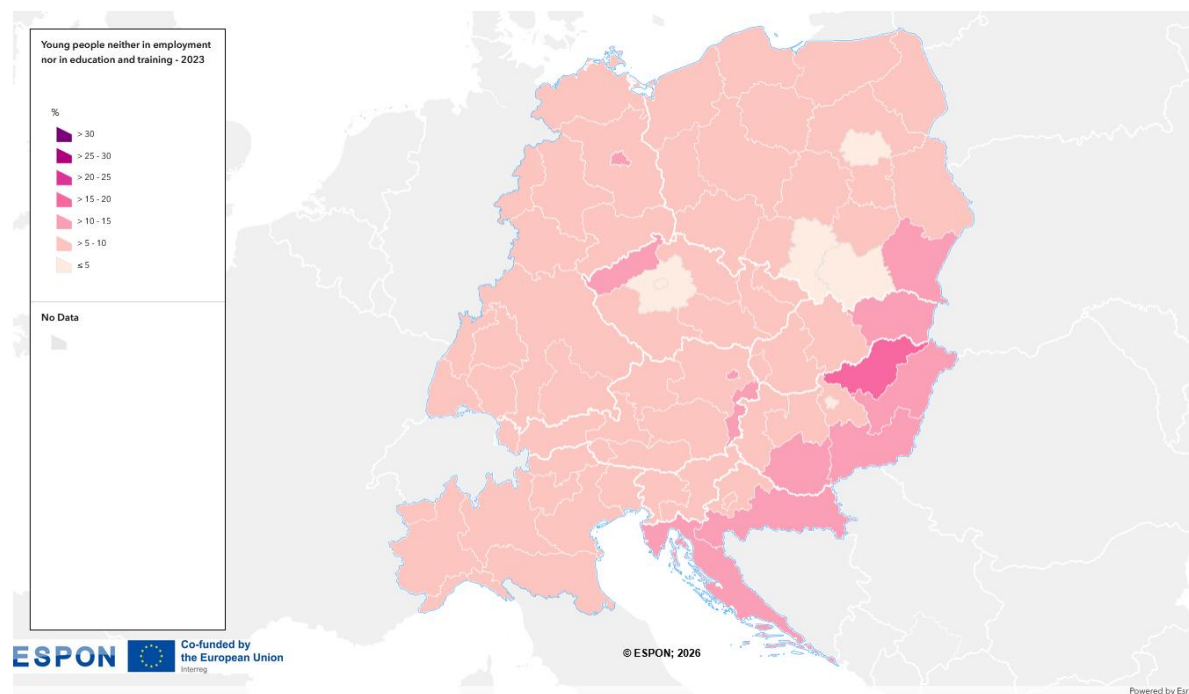 Young people neither in employment
nor in education and training - 2023
%
> 30
> 25 - 30
> 20 - 25
> 15 - 20
> 10 - 15
> 5 - 10
≤ 5
No Data
ESPON
Co-funded by
the European Union
Interreg
© ESPON; 2026
Powered by Esri